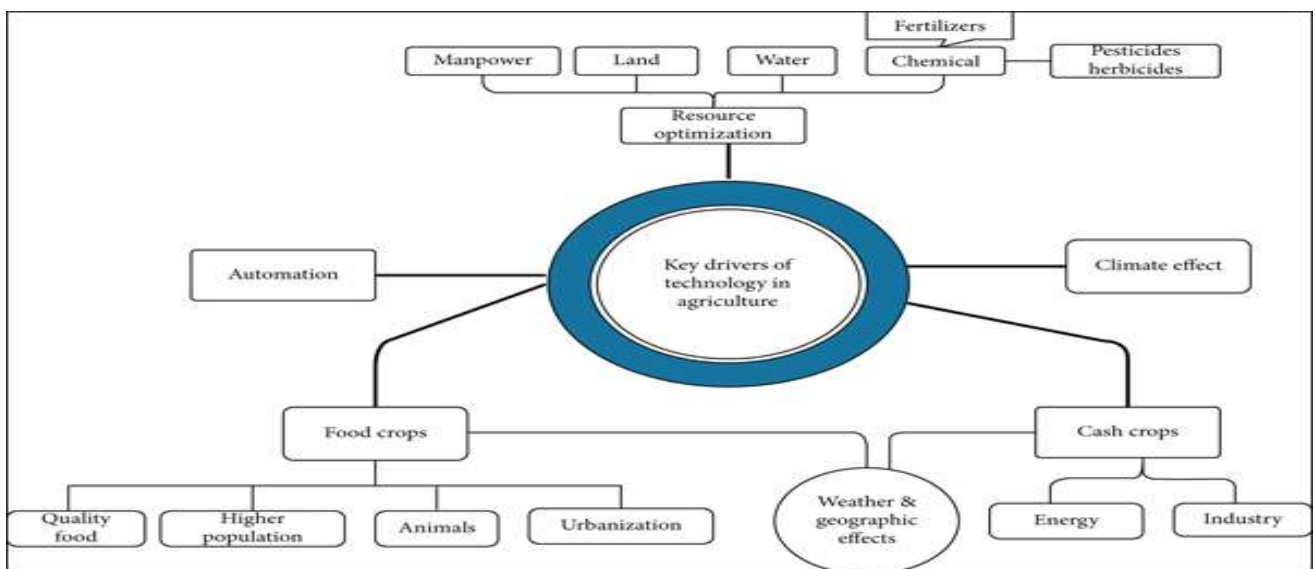 Fertilizers
Manpower
Land
Water
Chemical
Pesticides
herbicides
Resource
optimization
Automation
Key drivers of
technology in
agriculture
Climate effect
Food crops
Cash crops
Quality
food
Higher
population
Animals
Urbanization
Weather &
geographic
effects
Energy
Industry